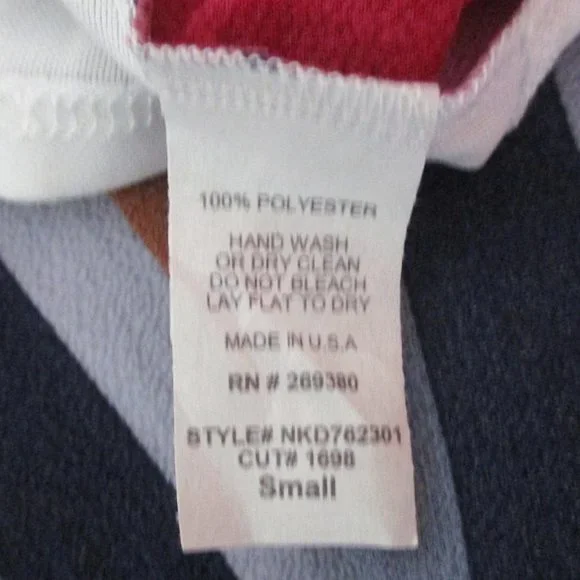 100% POLYESTER
HAND WASH
OR DRY CLEAN
DO NOT BLEACH
LAY FLAT TO DRY
MADE IN U.S.A
RN # 269380
STYLE# NKD762301
CUT# 1698
Small